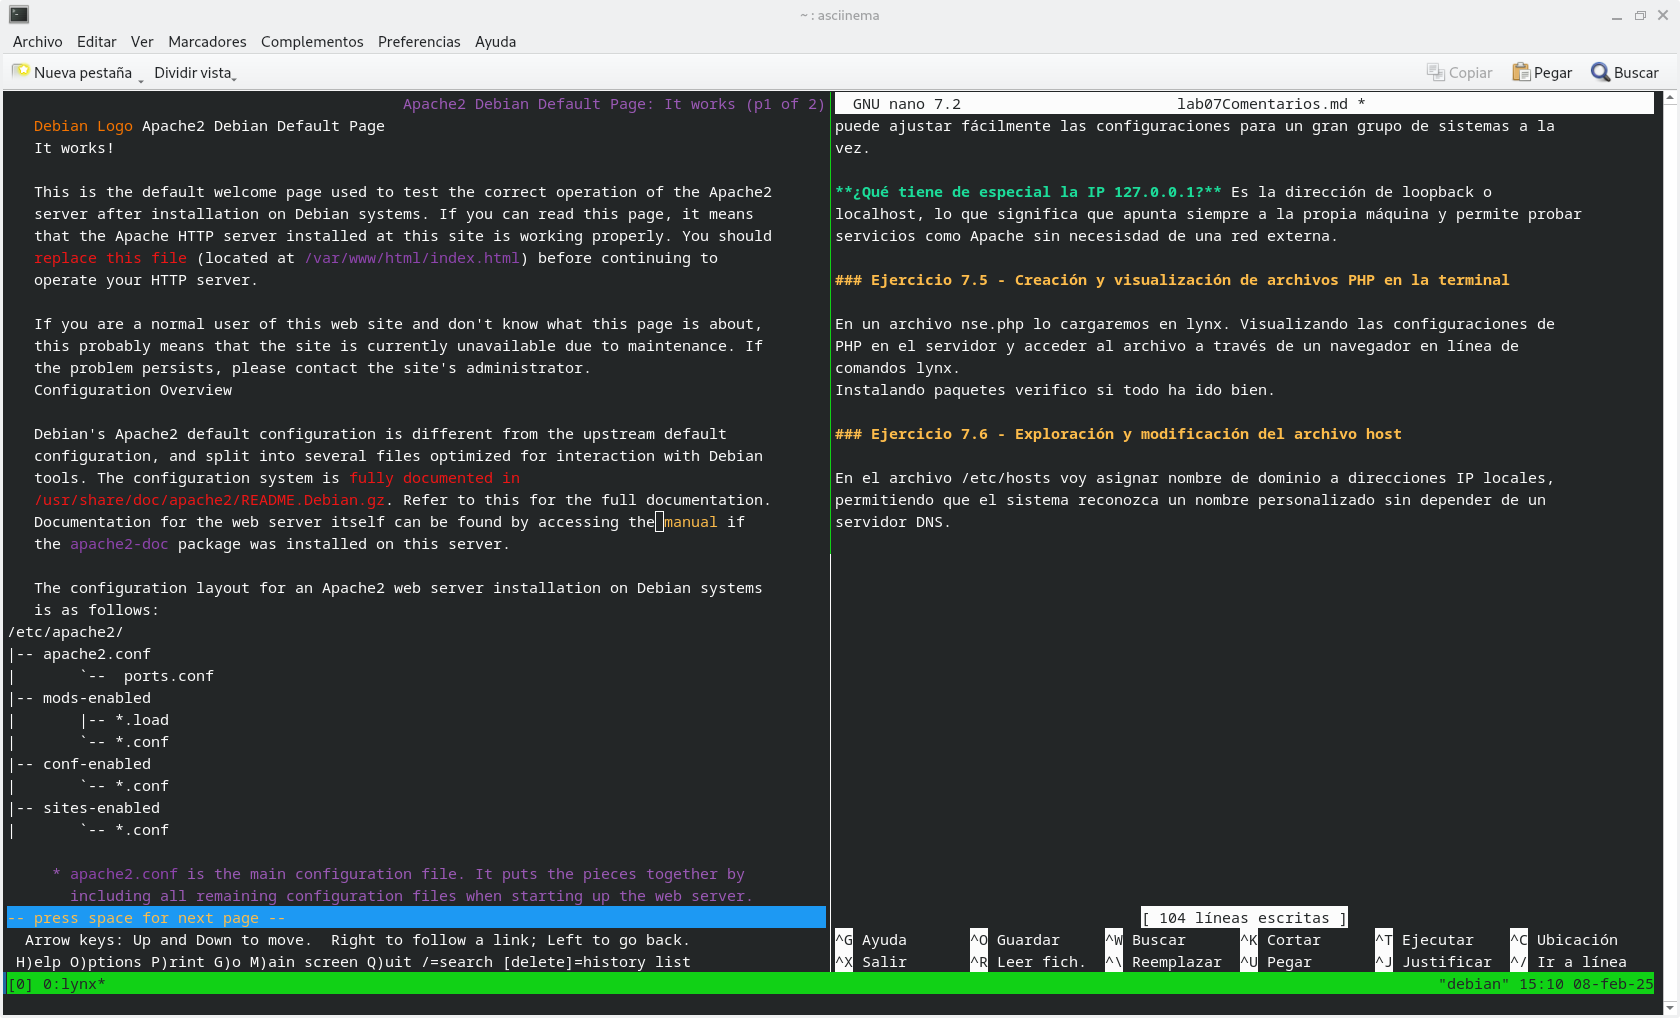 ~ : asciinema
Archivo Editar Ver Marcadores Complementos Preferencias Ayuda
Nueva pestaña Dividir vista Copiar Pegar Buscar
Apache2 Debian Default Page: It works (p1 of 2)
Debian Logo Apache2 Debian Default Page
It works!
This is the default welcome page used to test the correct operation of the Apache2
server after installation on Debian systems. If you can read this page, it means
that the Apache HTTP server installed at this site is working properly. You should
replace this file (located at /var/www/html/index.html) before continuing to
operate your HTTP server.
If you are a normal user of this web site and don't know what this page is about,
this probably means that the site is currently unavailable due to maintenance. If
the problem persists, please contact the site's administrator.
Configuration Overview
Debian's Apache2 default configuration is different from the upstream default
configuration, and split into several files optimized for interaction with Debian
tools. The configuration system is fully documented in
/usr/share/doc/apache2/README.Debian.gz. Refer to this for the full documentation.
Documentation for the web server itself can be found by accessing the manual if
the apache2-doc package was installed on this server.
The configuration layout for an Apache2 web server installation on Debian systems
is as follows:
/etc/apache2/
|-- apache2.conf
|       `--  ports.conf
|-- mods-enabled
|       |-- *.load
|       `-- *.conf
|-- conf-enabled
|       `-- *.conf
|-- sites-enabled
|       `-- *.conf
* apache2.conf is the main configuration file. It puts the pieces together by
including all remaining configuration files when starting up the web server.
-- press space for next page --
Arrow keys: Up and Down to move.  Right to follow a link; Left to go back.
H)elp O)ptions P)rint G)o M)ain screen Q)uit /=search [delete]=history list
GNU nano 7.2 lab07Comentarios.md *
puede ajustar fácilmente las configuraciones para un gran grupo de sistemas a la
vez.
**¿Qué tiene de especial la IP 127.0.0.1?** Es la dirección de loopback o
localhost, lo que significa que apunta siempre a la propia máquina y permite probar
servicios como Apache sin necesisdad de una red externa.
### Ejercicio 7.5 - Creación y visualización de archivos PHP en la terminal
En un archivo nse.php lo cargaremos en lynx. Visualizando las configuraciones de
PHP en el servidor y acceder al archivo a través de un navegador en línea de
comandos lynx.
Instalando paquetes verifico si todo ha ido bien.
### Ejercicio 7.6 - Exploración y modificación del archivo host
En el archivo /etc/hosts voy asignar nombre de dominio a direcciones IP locales,
permitiendo que el sistema reconozca un nombre personalizado sin depender de un
servidor DNS.
[ 104 líneas escritas ]
^G Ayuda ^O Guardar ^W Buscar ^K Cortar ^T Ejecutar ^C Ubicación
^X Salir ^R Leer fich. ^\ Reemplazar ^U Pegar ^J Justificar ^/ Ir a línea
[0] 0:lynx* "debian" 15:10 08-feb-25